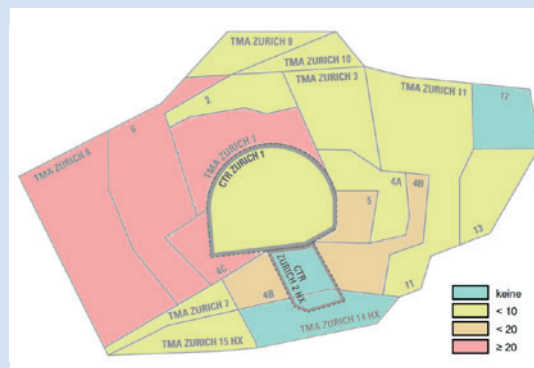 TMA ZURICH 9
TMA ZURICH 10
TMA ZURICH 3
TMA ZURICH 11
12
2
6
TMA ZURICH 8
TMA ZURICH 1
CTR ZURICH 1
4A
4B
5
13
4C
CTR
ZURICH 2 HX
4B
11
TMA ZURICH 7
TMA ZURICH 14 HX
TMA ZURICH 15 HX
keine
< 10
< 20
≥ 20